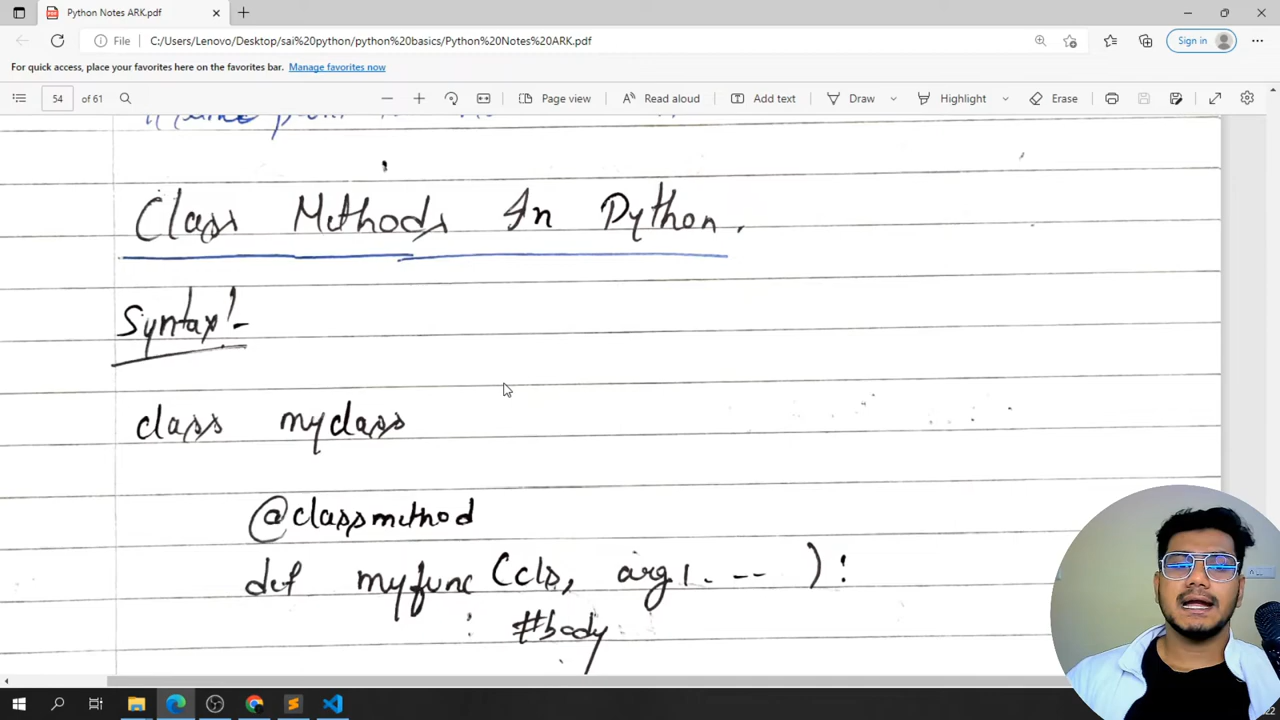 Python Notes ARK.pdf
File C:/Users/Lenovo/Desktop/sai%20python/python%20basics/Python%20Notes%20ARK.pdf
Sign in
For quick access, place your favorites here on the favorites bar. Manage favorites now
54 of 61
Page view
Read aloud
Add text
Draw
Highlight
Erase
Class Methods In Python.
Syntax!-
class myclass
@classmethod
def myfunc (cls, arg1. -- ) :
: #body